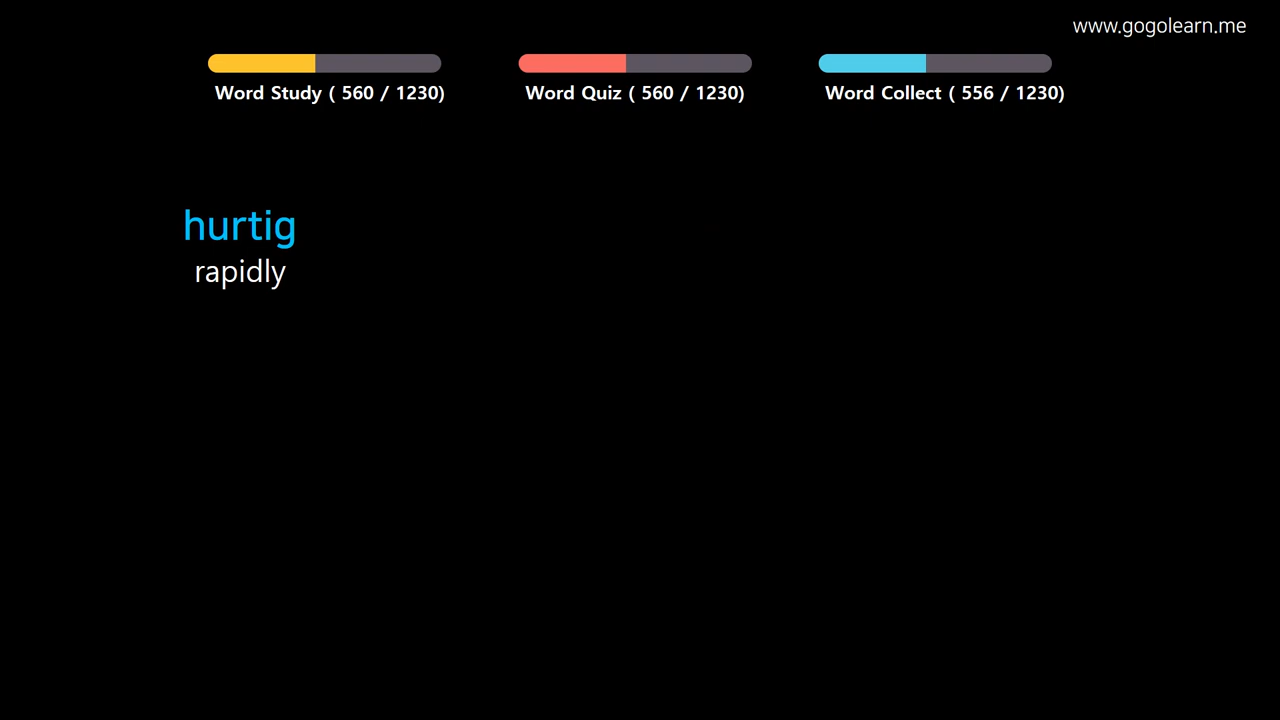 www.gogolearn.me
Word Study ( 560 / 1230)
Word Quiz ( 560 / 1230)
Word Collect ( 556 / 1230)
hurtig
rapidly